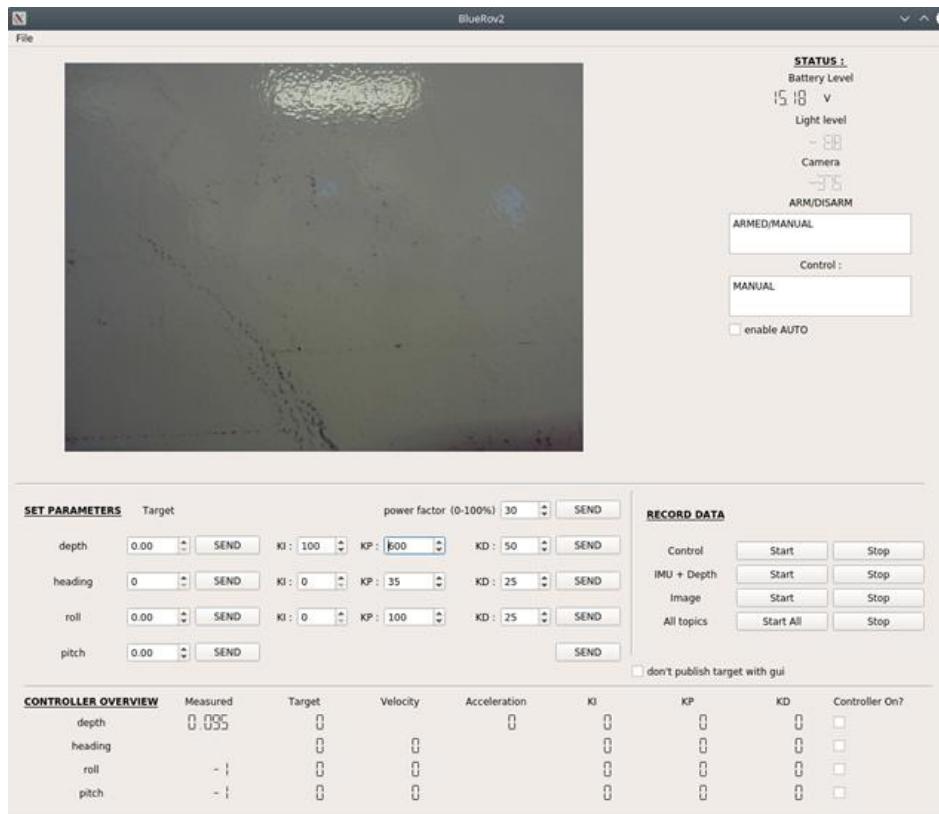 BlueRov2
File
STATUS :
Battery Level
15.18 V
Light level
Camera
ARM/DISARM
ARMED/MANUAL
Control :
MANUAL
enable AUTO
SET PARAMETERS Target power factor (0-100%) 30 SEND
depth 0.00 SEND KI : 100 KP : 600 KD : 50 SEND
heading 0 SEND KI : 0 KP : 35 KD : 25 SEND
roll 0.00 SEND KI : 0 KP : 100 KD : 25 SEND
pitch 0.00 SEND SEND
RECORD DATA
Control Start Stop
IMU + Depth Start Stop
Image Start Stop
All topics Start All Stop
don't publish target with gui
CONTROLLER OVERVIEW Measured Target Velocity Acceleration KI KP KD Controller On?
depth 0.095 0 0 0 0 0
heading 0 0 0 0 0
roll -1 0 0 0 0 0
pitch -1 0 0 0 0 0